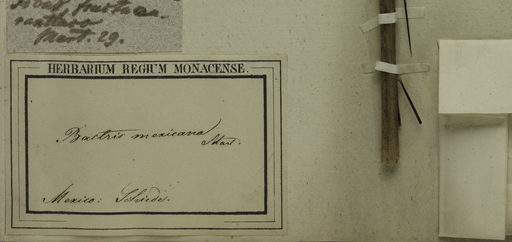 Mart. 29.
HERBARIUM REGIUM MONACENSE.
Bactris mexicana
Mart.
Mexico: Schiede.